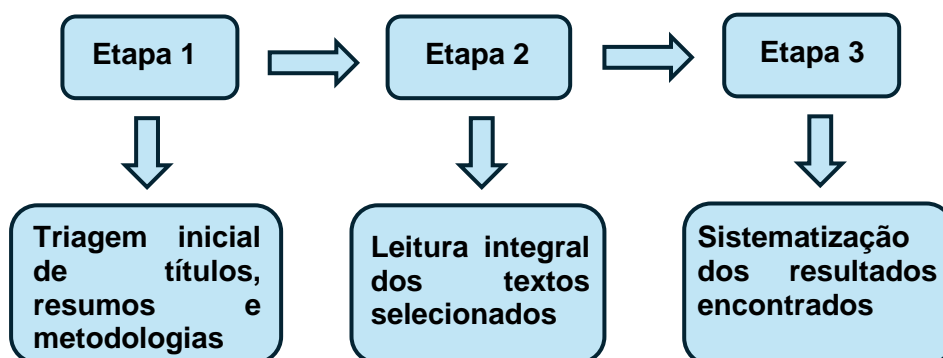 Etapa 1
Etapa 2
Etapa 3
Triagem inicial
de títulos,
resumos e
metodologias
Leitura integral
dos textos
selecionados
Sistematização
dos resultados
encontrados